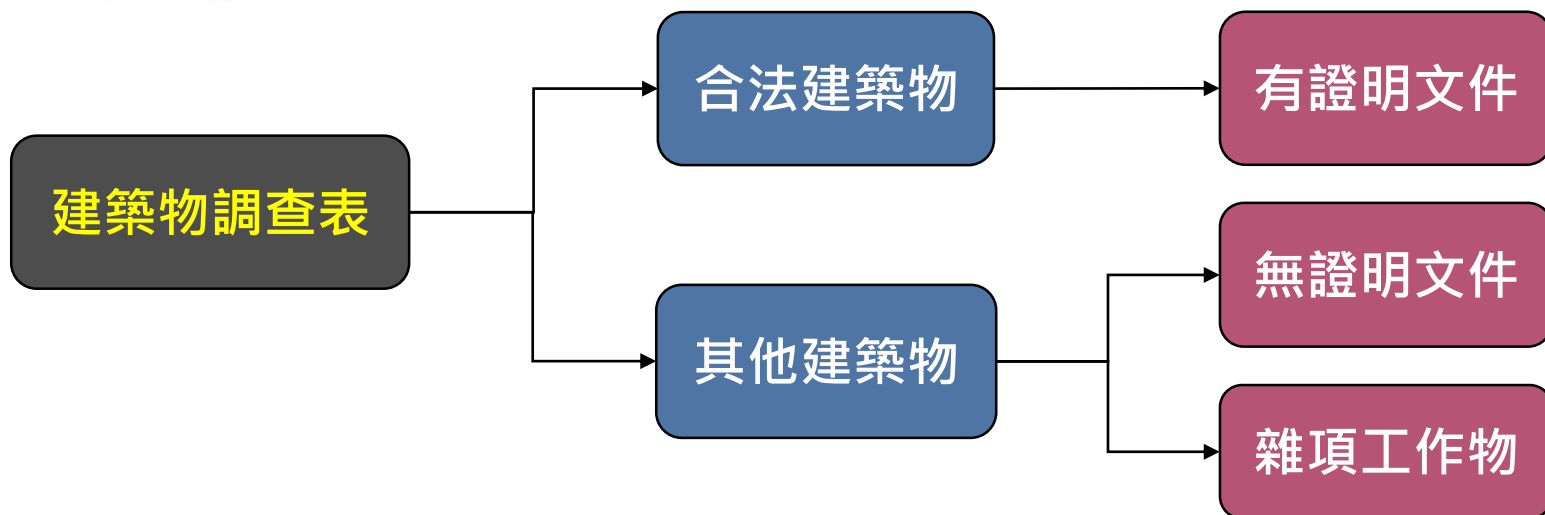 建築物調查表
合法建築物
有證明文件
其他建築物
無證明文件
雜項工作物